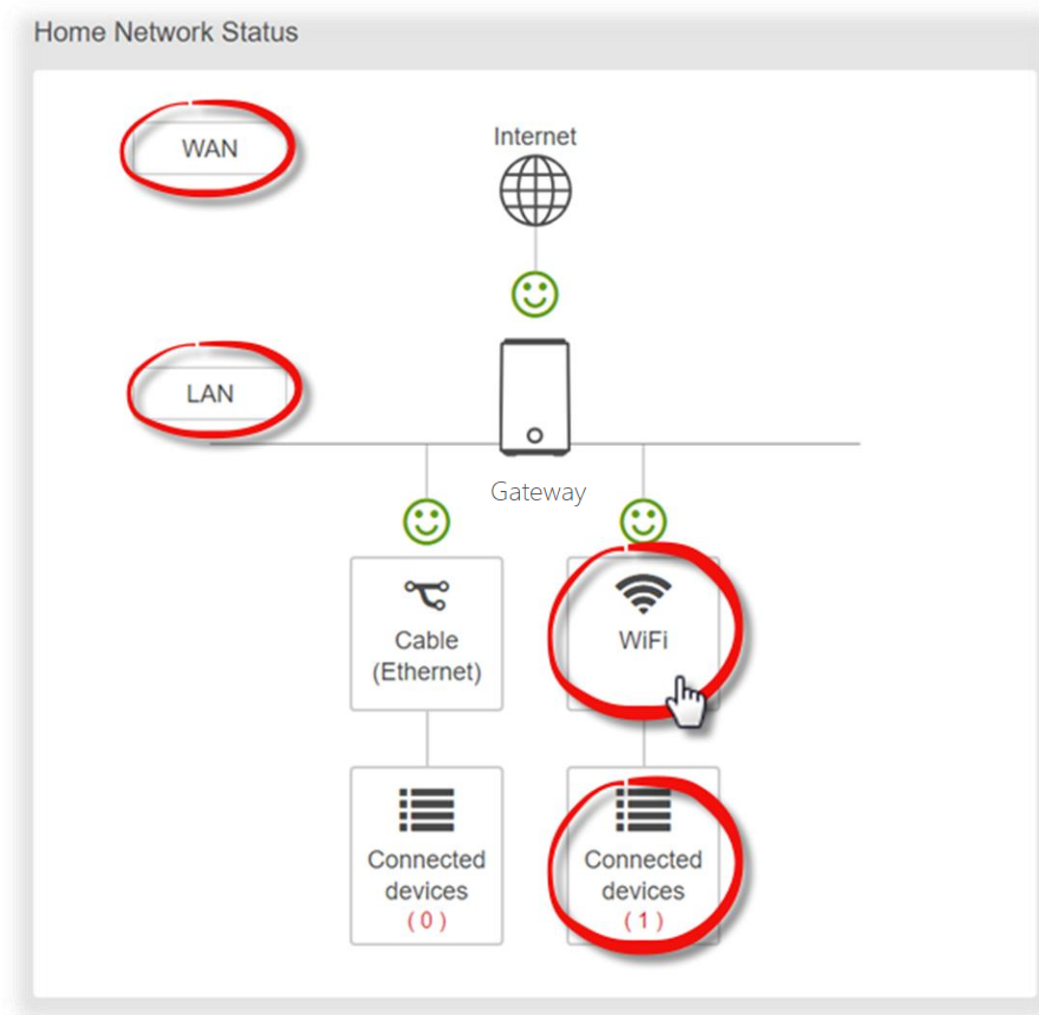 Home Network Status
WAN
Internet
LAN
Gateway
Cable
(Ethernet)
WiFi
Connected
devices
( 0 )
Connected
devices
( 1 )